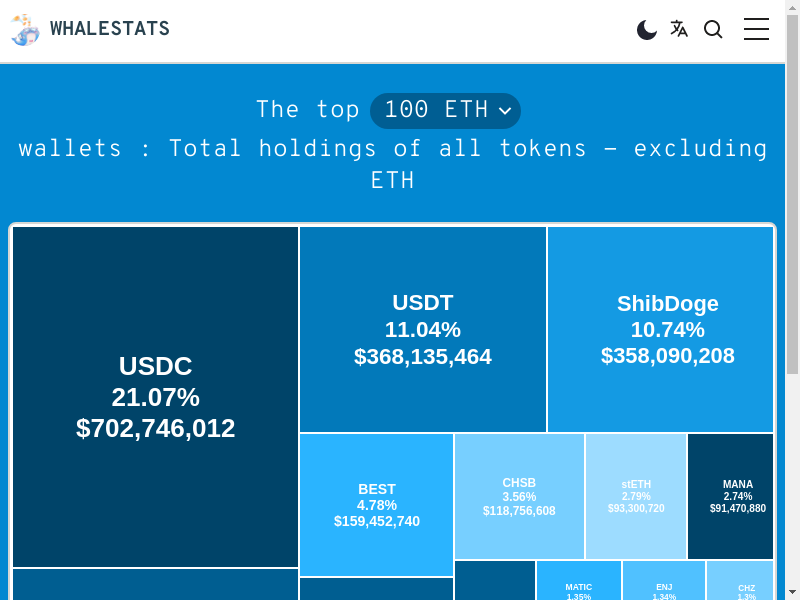 WHALESTATS
The top 100 ETH
wallets : Total holdings of all tokens – excluding
ETH
USDC
21.07%
$702,746,012
USDT
11.04%
$368,135,464
ShibDoge
10.74%
$358,090,208
BEST
4.78%
$159,452,740
CHSB
3.56%
$118,756,608
stETH
2.79%
$93,300,720
MANA
2.74%
$91,470,880
MATIC
1.35%
ENJ
1.34%
CHZ
1.3%